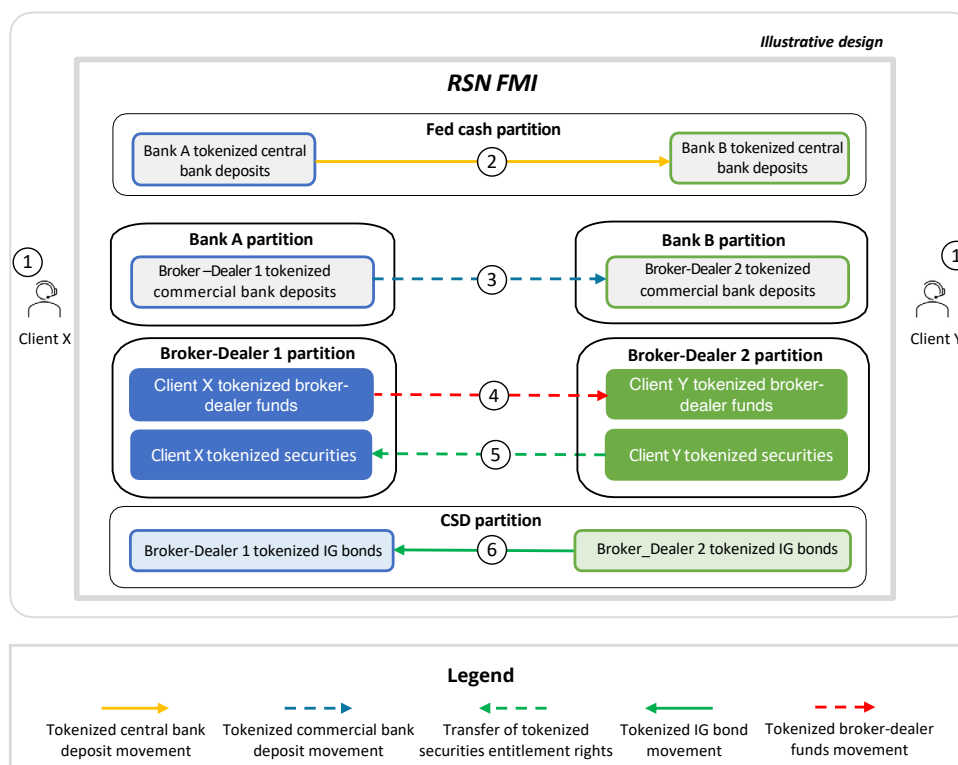 Illustrative design
RSN FMI
Fed cash partition
Bank A tokenized central
bank deposits
2
Bank B tokenized central
bank deposits
Bank A partition
Broker –Dealer 1 tokenized
commercial bank deposits
3
Bank B partition
Broker-Dealer 2 tokenized
commercial bank deposits
1
Client X
1
Client Y
Broker-Dealer 1 partition
Client X tokenized broker-
dealer funds
4
Broker-Dealer 2 partition
Client Y tokenized broker-
dealer funds
Client X tokenized securities
5
Client Y tokenized securities
CSD partition
Broker-Dealer 1 tokenized IG bonds
6
Broker_Dealer 2 tokenized IG bonds
Legend
Tokenized central bank
deposit movement
Tokenized commercial bank
deposit movement
Transfer of tokenized
securities entitlement rights
Tokenized IG bond
movement
Tokenized broker-dealer
funds movement